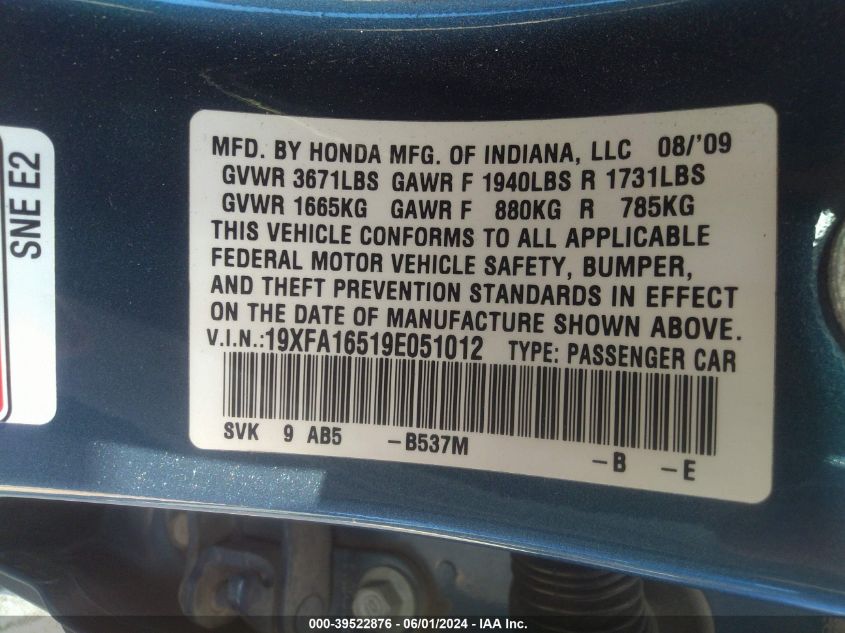 SNE E2
MFD. BY HONDA MFG. OF INDIANA, LLC 08/'09
GVWR 3671LBS GAWR F 1940LBS R 1731LBS
GVWR 1665KG GAWR F 880KG R 785KG
THIS VEHICLE CONFORMS TO ALL APPLICABLE
FEDERAL MOTOR VEHICLE SAFETY, BUMPER,
AND THEFT PREVENTION STANDARDS IN EFFECT
ON THE DATE OF MANUFACTURE SHOWN ABOVE.
V.I.N.:19XFA16519E051012 TYPE: PASSENGER CAR
SVK 9 AB5 -B537M -B -E
000-39522876 - 06/01/2024 - IAA Inc.